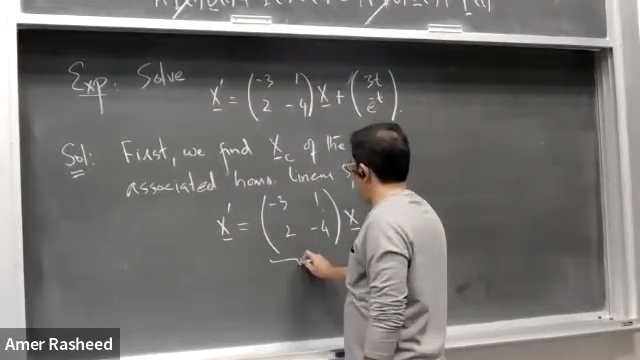 Exp: Solve
X' = (-3 1 2 -4) X + (3t e^-t).
Sol: First, we find X_c of the
associated homo. linear
X' = (-3 1 2 -4) X
Amer Rasheed